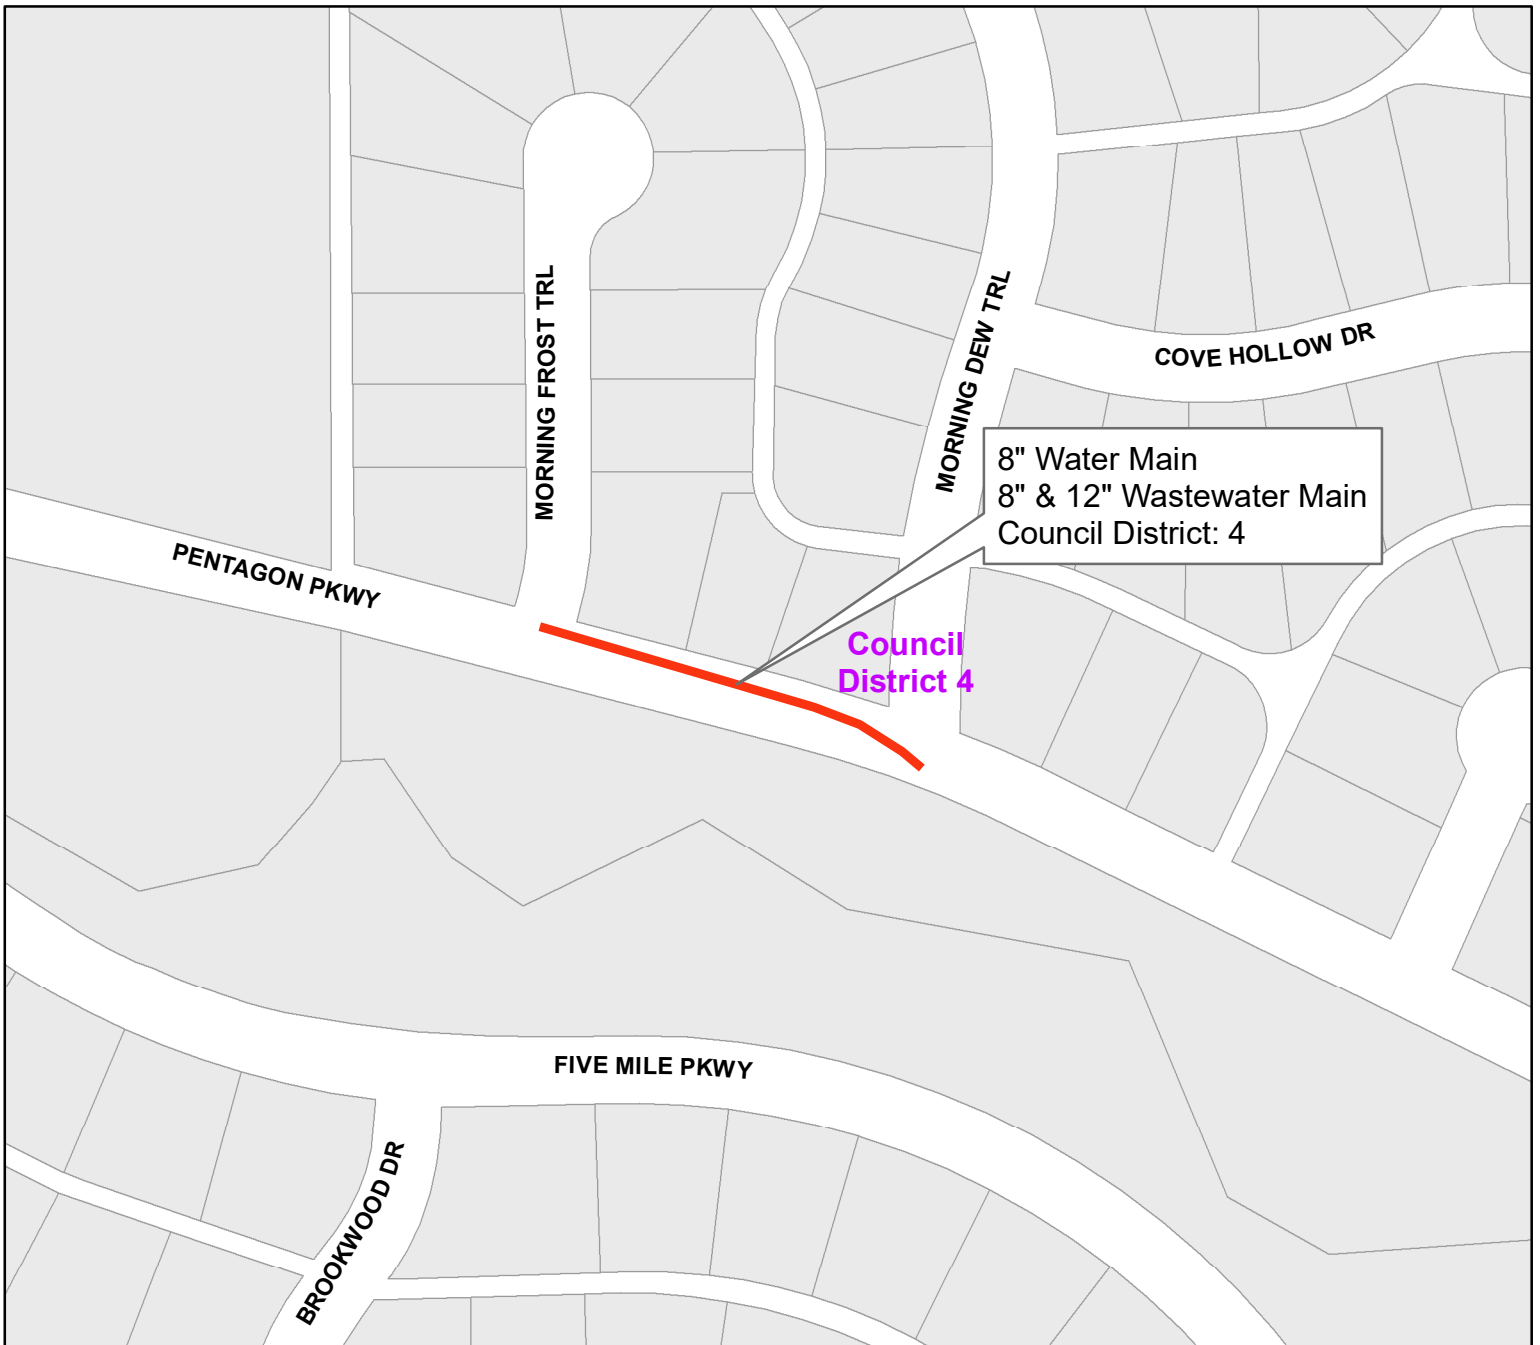 MORNING FROST TRL
MORNING DEW TRL
COVE HOLLOW DR
8" Water Main
8" & 12" Wastewater Main
Council District: 4
PENTAGON PKWY
Council
District 4
FIVE MILE PKWY
BROOKWOOD DR